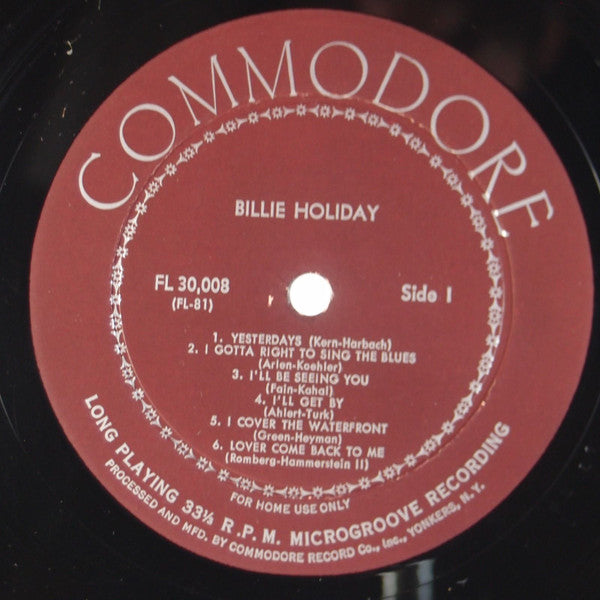 COMMODORE
BILLIE HOLIDAY
FL 30,008
(FL-81)
Side 1
1. YESTERDAYS (Kern-Harbach)
2. I GOTTA RIGHT TO SING THE BLUES
(Arlen-Koehler)
3. I'LL BE SEEING YOU
(Fain-Kahal)
4. I'LL GET BY
(Ahlert-Turk)
5. I COVER THE WATERFRONT
(Green-Heyman)
6. LOVER COME BACK TO ME
(Romberg-Hammerstein II)
FOR HOME USE ONLY
LONG PLAYING 33⅓ R.P.M. MICROGROOVE RECORDING
PROCESSED AND MFD. BY COMMODORE RECORD Co., Inc., YONKERS, N.Y.